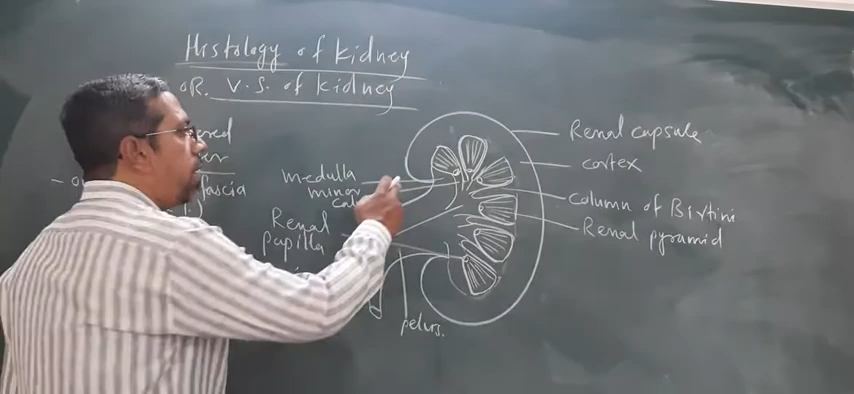 Histology of kidney
OR. V.S. of kidney
fascia
medulla
minor
Renal
papilla
pelvis.
Renal capsule
cortex
Column of Birtini
Renal pyramid